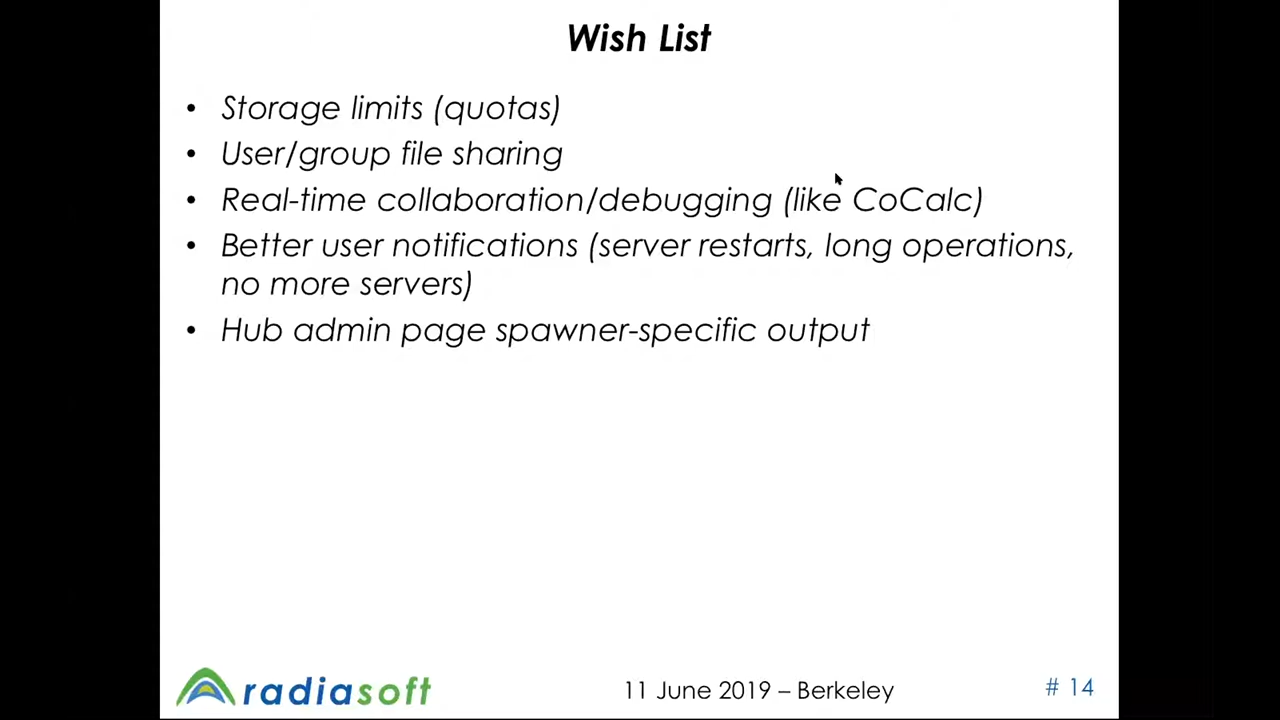 Wish List
• Storage limits (quotas)
• User/group file sharing
• Real-time collaboration/debugging (like CoCalc)
• Better user notifications (server restarts, long operations,
no more servers)
• Hub admin page spawner-specific output
radiasoft
11 June 2019 – Berkeley
# 14